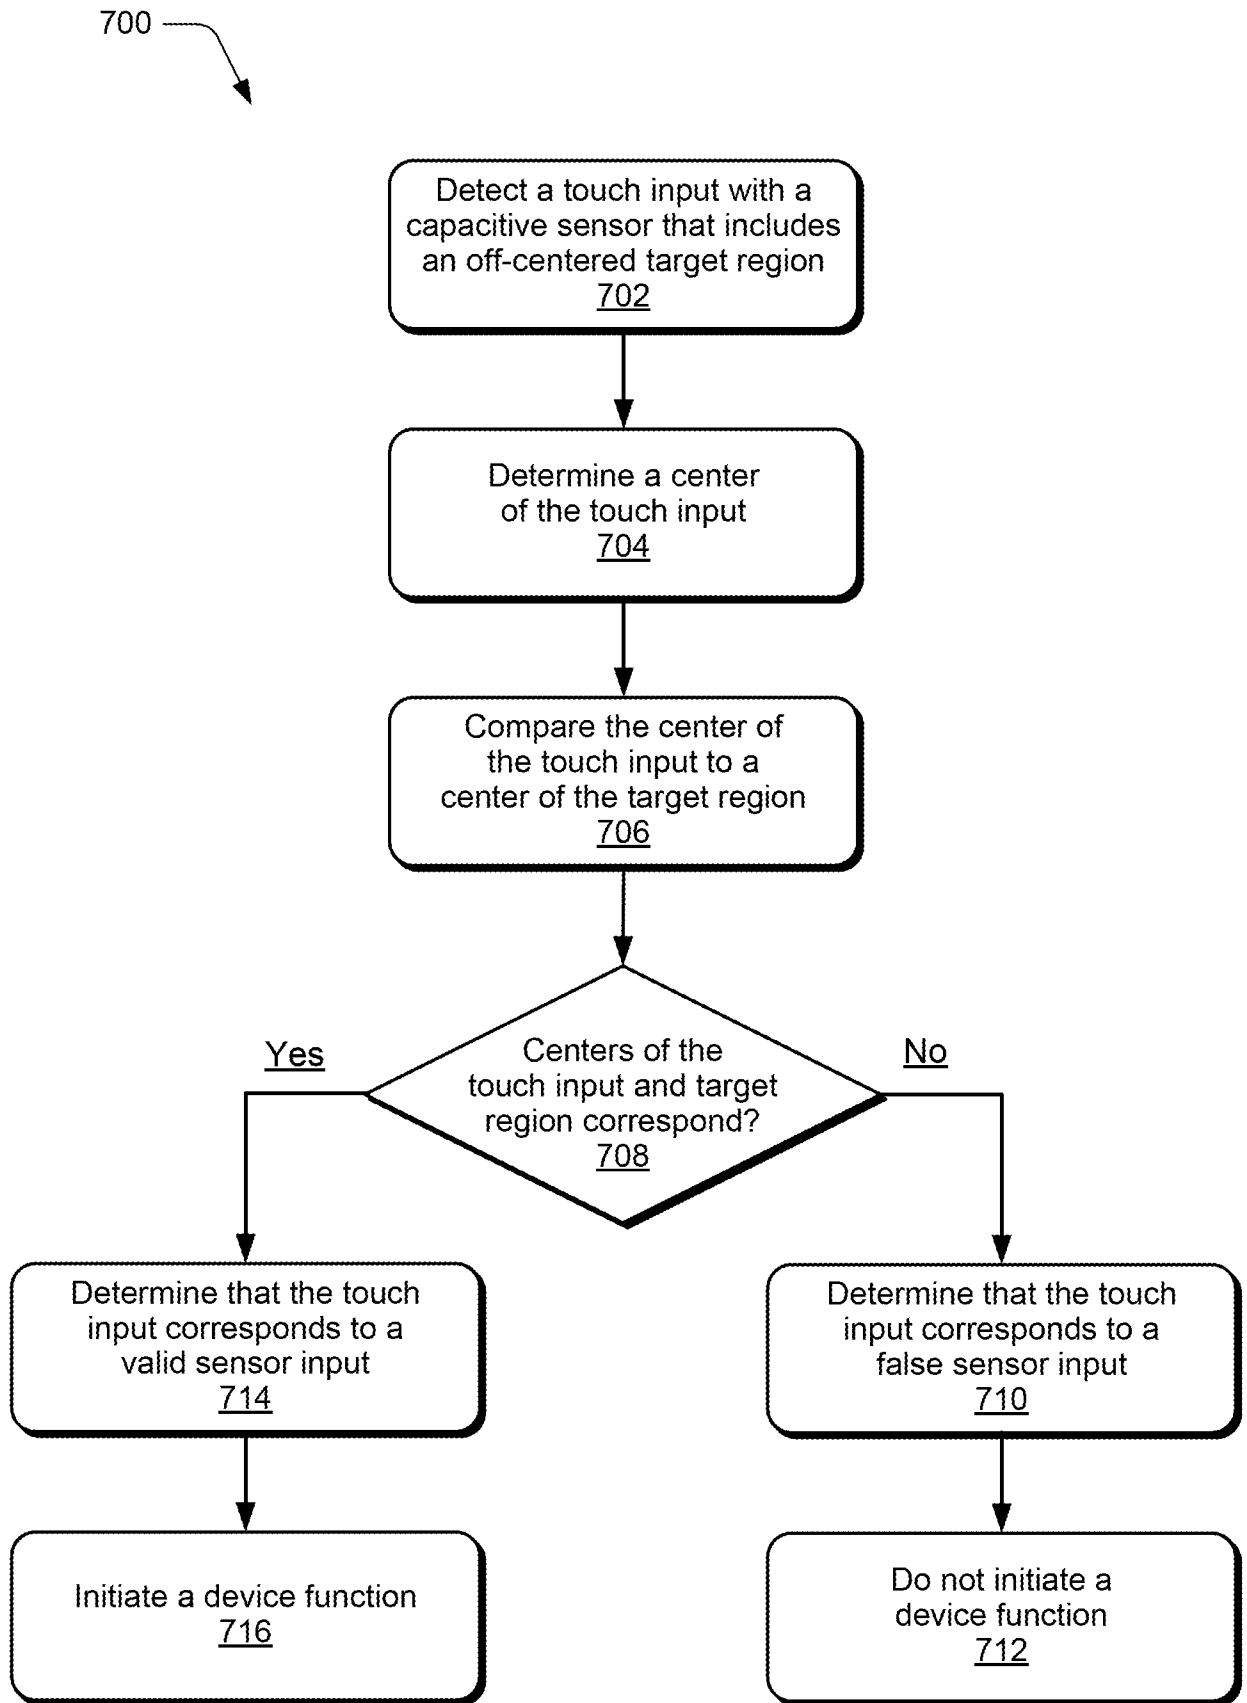 700
Detect a touch input with a
capacitive sensor that includes
an off-centered target region
702
Determine a center
of the touch input
704
Compare the center of
the touch input to a
center of the target region
706
Centers of the
touch input and target
region correspond?
708
Yes
No
Determine that the touch
input corresponds to a
valid sensor input
714
Determine that the touch
input corresponds to a
false sensor input
710
Initiate a device function
716
Do not initiate a
device function
712